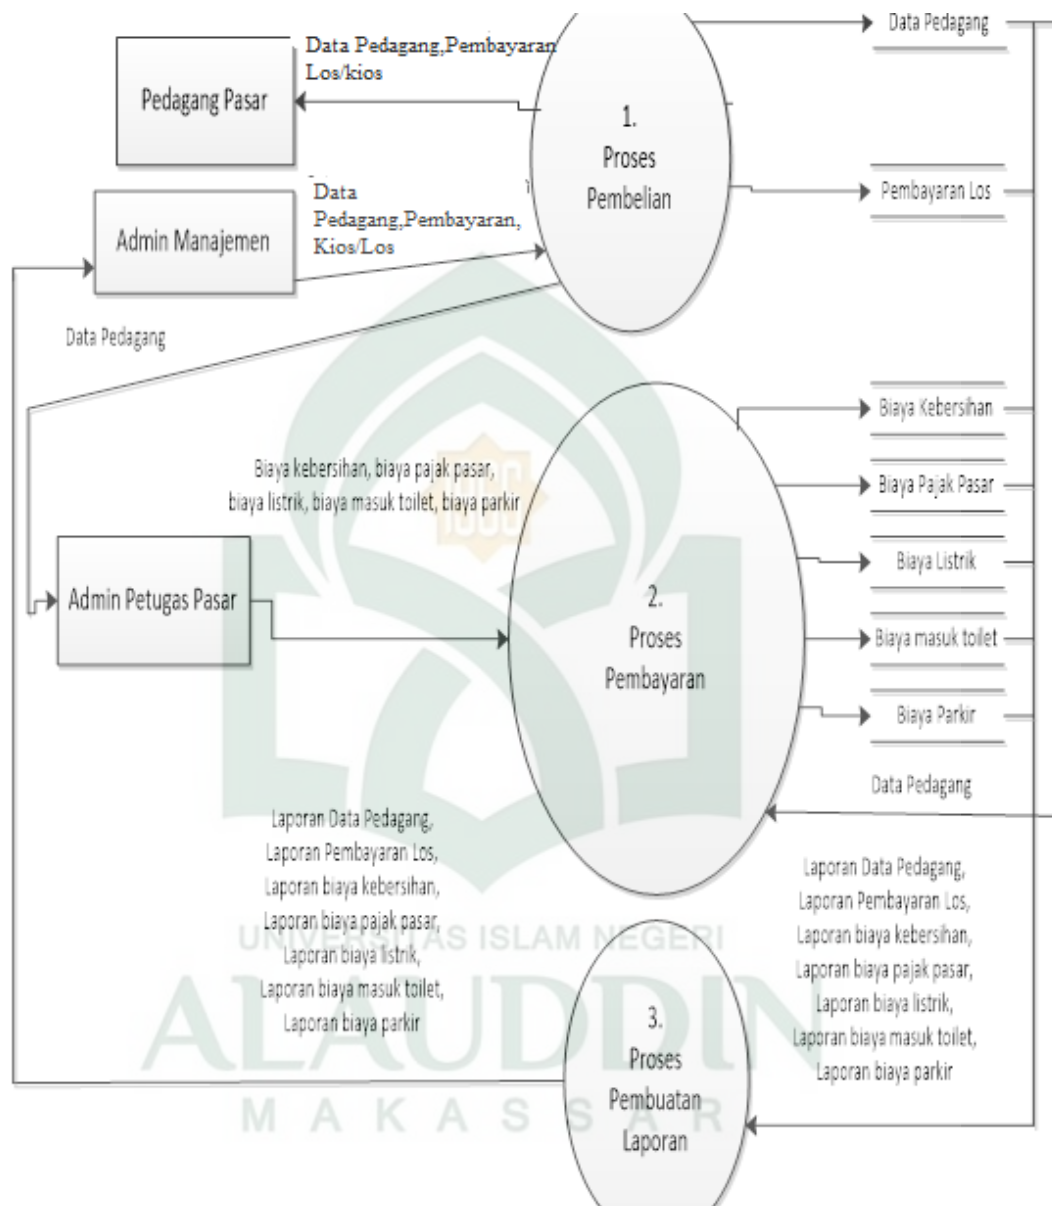 Data Pedagang
Data Pedagang,Pembayaran
Los/kios
Pedagang Pasar
1.
Proses
Pembelian
Data
Pedagang,Pembayaran,
Kios/Los
Pembayaran Los
Admin Manajemen
Data Pedagang
Biaya Kebersihan
Biaya kebersihan, biaya pajak pasar,
biaya listrik, biaya masuk toilet, biaya parkir
Biaya Pajak Pasar
Biaya Listrik
Admin Petugas Pasar
2.
Proses
Pembayaran
Biaya masuk toilet
Biaya Parkir
Data Pedagang
Laporan Data Pedagang,
Laporan Pembayaran Los,
Laporan biaya kebersihan,
Laporan biaya pajak pasar,
Laporan biaya listrik,
Laporan biaya masuk toilet,
Laporan biaya parkir
Laporan Data Pedagang,
Laporan Pembayaran Los,
Laporan biaya kebersihan,
Laporan biaya pajak pasar,
Laporan biaya listrik,
Laporan biaya masuk toilet,
Laporan biaya parkir
3.
Proses
Pembuatan
Laporan
UNIVERSITAS ISLAM NEGERI
ALAUDDIN
MAKASSAR